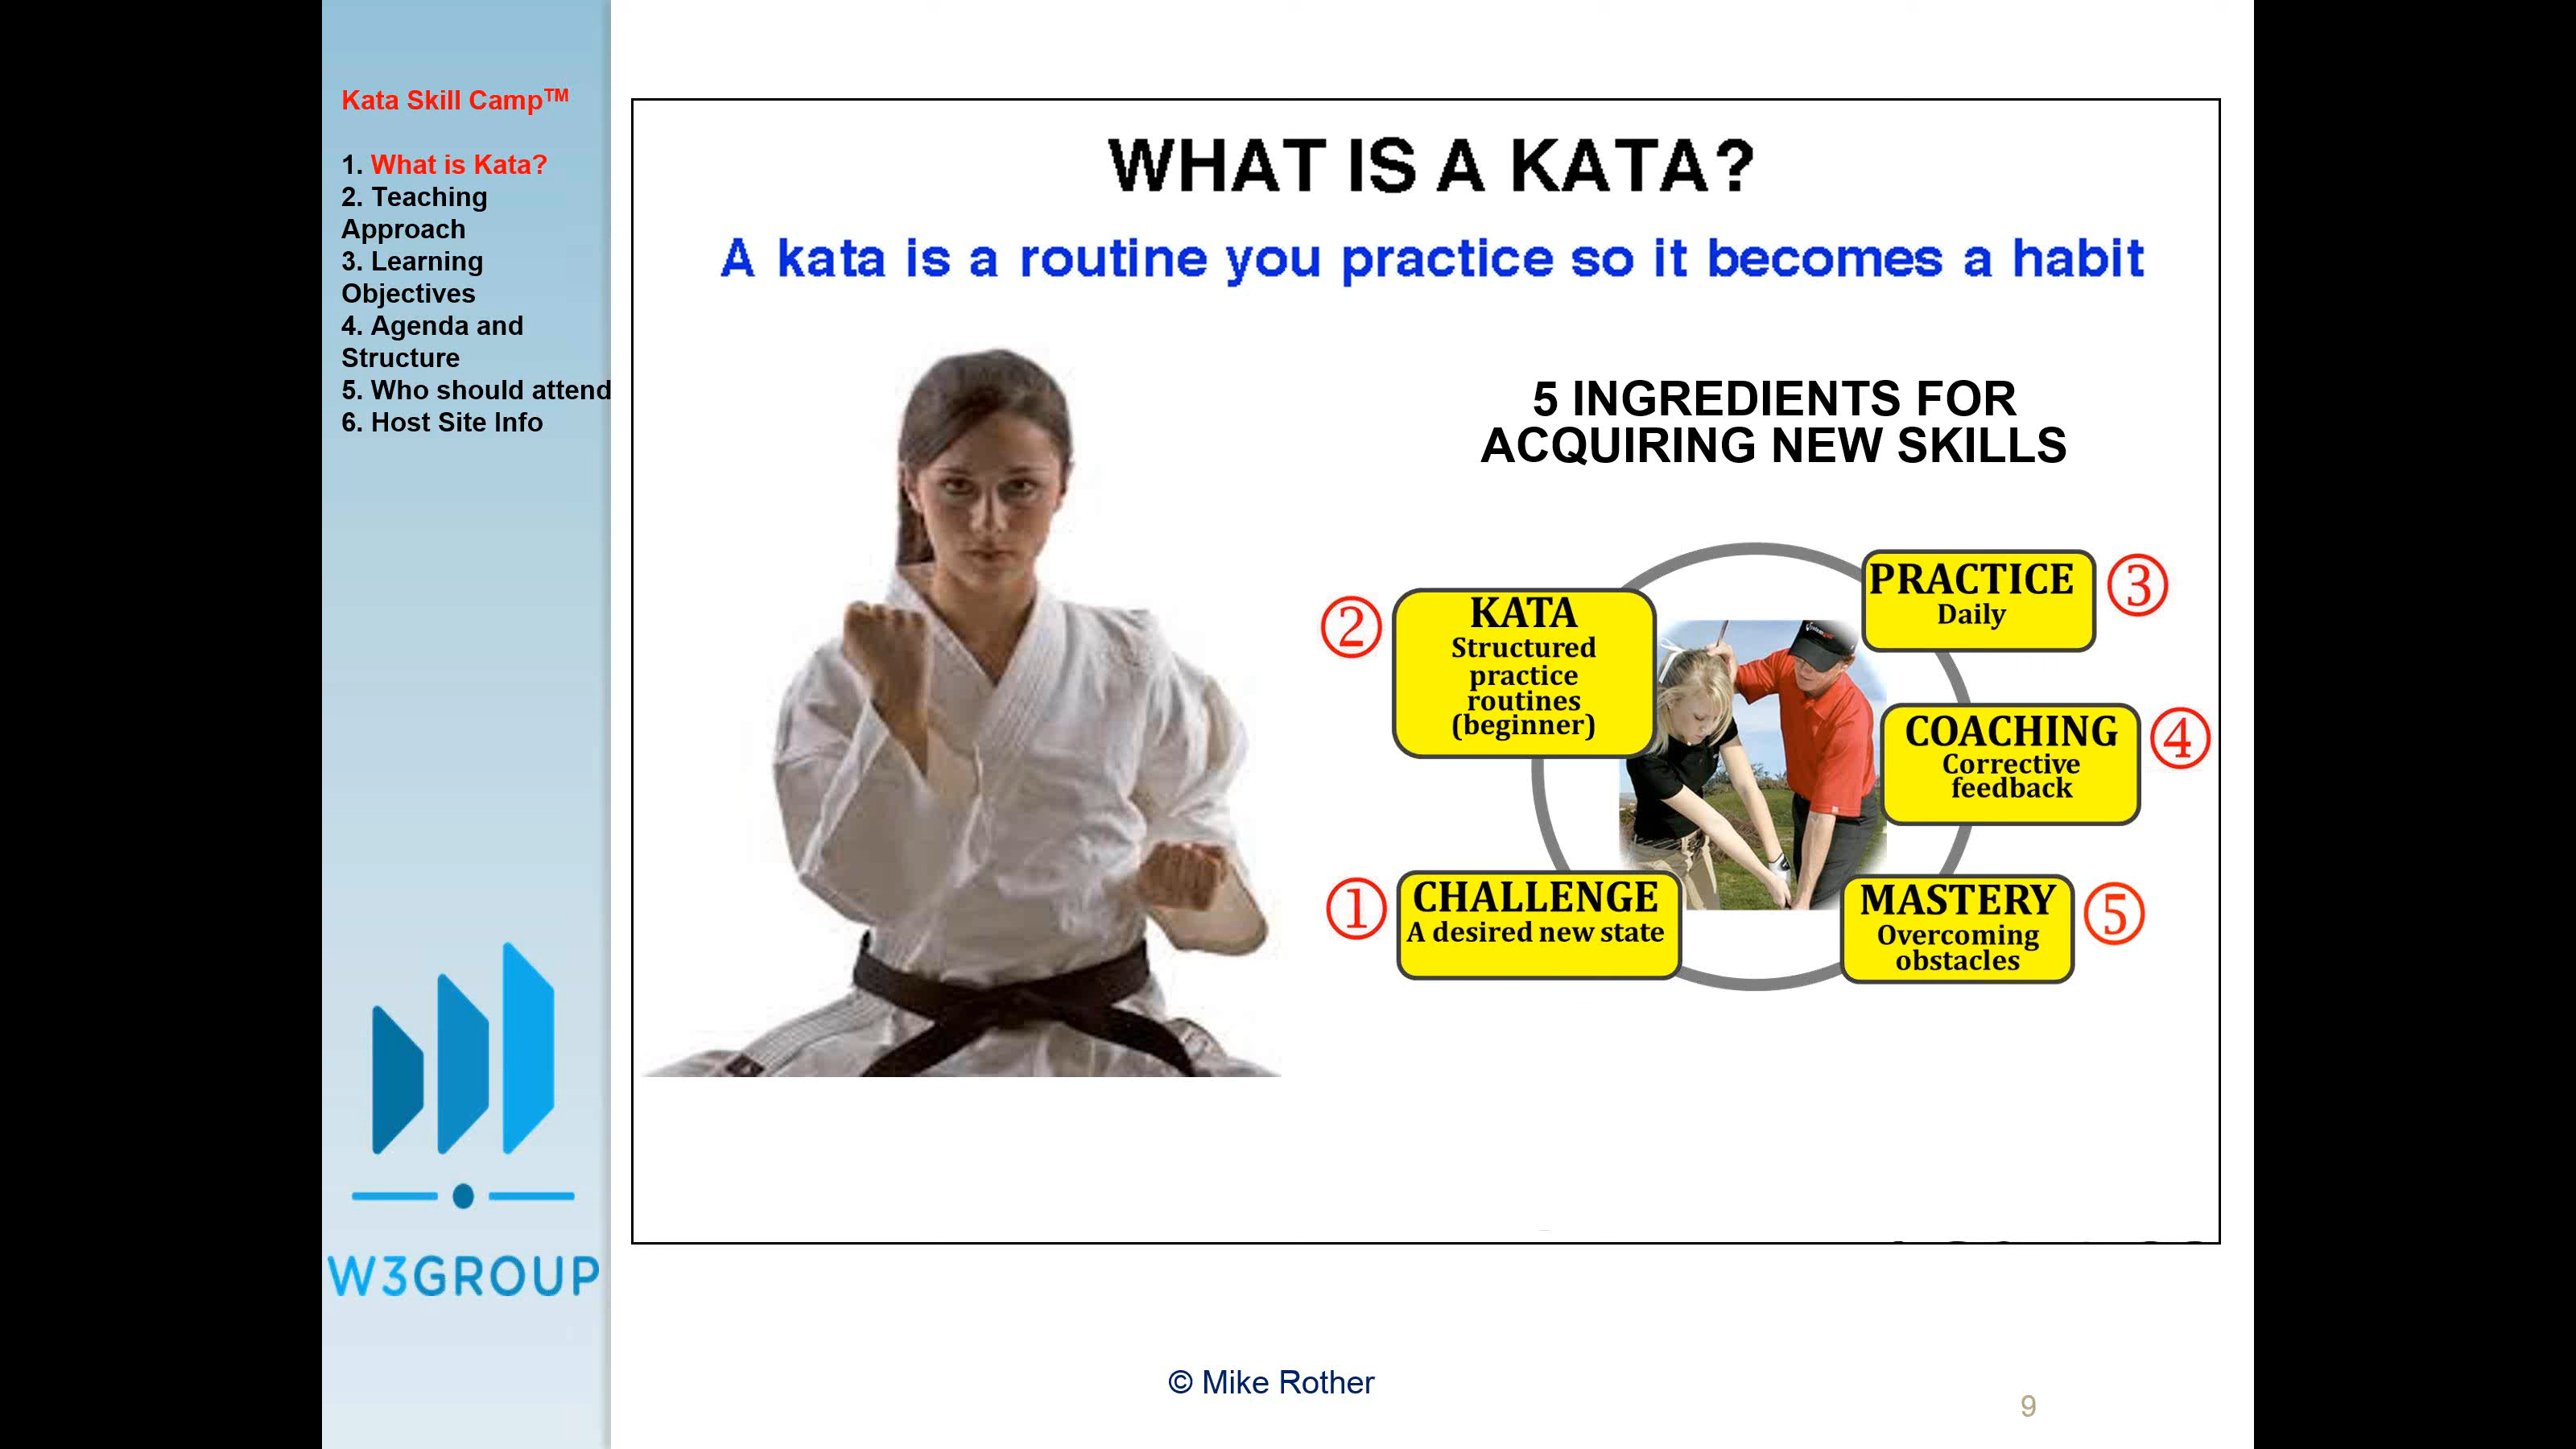 Kata Skill Camp™
1. What is Kata?
2. Teaching
Approach
3. Learning
Objectives
4. Agenda and
Structure
5. Who should attend
6. Host Site Info
W3GROUP
WHAT IS A KATA?
A kata is a routine you practice so it becomes a habit
5 INGREDIENTS FOR
ACQUIRING NEW SKILLS
① CHALLENGE
A desired new state
② KATA
Structured
practice
routines
(beginner)
PRACTICE ③
Daily
COACHING ④
Corrective
feedback
MASTERY ⑤
Overcoming
obstacles
© Mike Rother
9